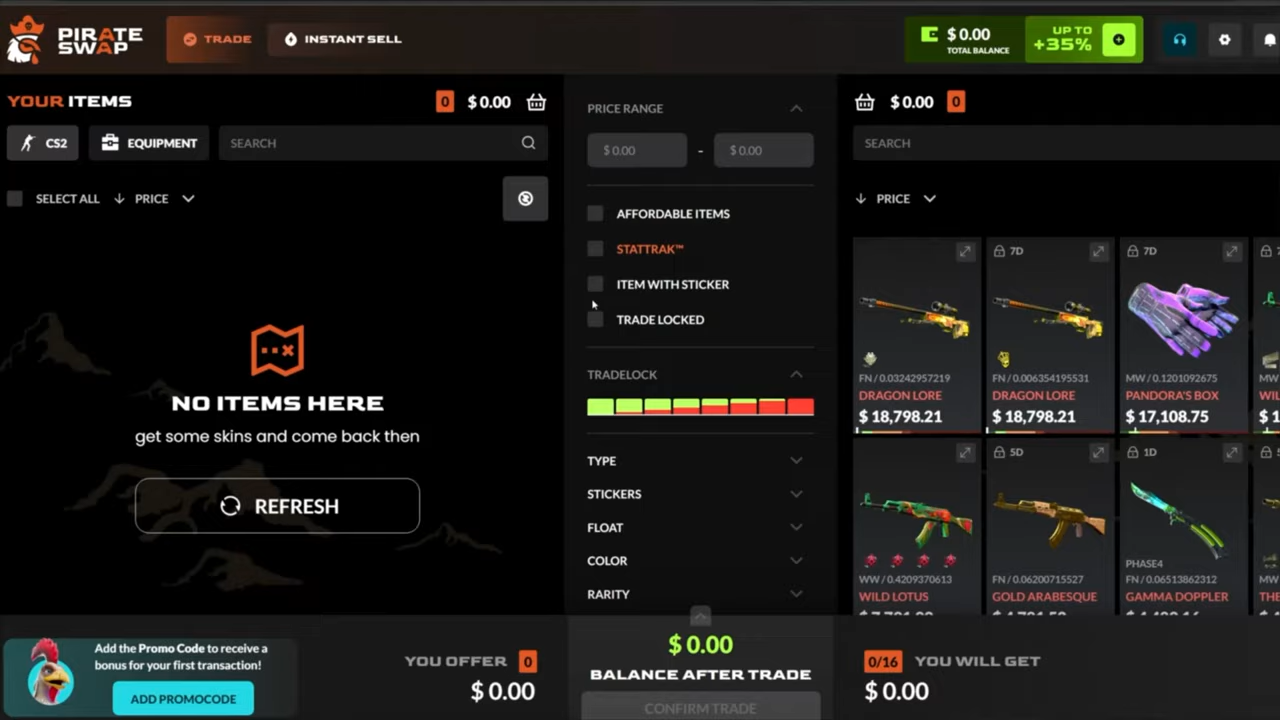 PIRATE
SWAP
TRADE
INSTANT SELL
$ 0.00
TOTAL BALANCE
UP TO
+35%
YOUR ITEMS
0
$ 0.00
CS2
EQUIPMENT
SEARCH
SELECT ALL
PRICE
NO ITEMS HERE
get some skins and come back then
REFRESH
Add the Promo Code to receive a
bonus for your first transaction!
ADD PROMOCODE
YOU OFFER 0
$ 0.00
PRICE RANGE
$ 0.00 - $ 0.00
AFFORDABLE ITEMS
STATTRAK™
ITEM WITH STICKER
TRADE LOCKED
TRADELOCK
TYPE
STICKERS
FLOAT
COLOR
RARITY
$ 0.00
BALANCE AFTER TRADE
CONFIRM TRADE
$ 0.00 0
SEARCH
PRICE
FN / 0.03242957219
DRAGON LORE
$ 18,798.21
7D
FN / 0.006354195531
DRAGON LORE
$ 18,798.21
7D
MW / 0.1201092675
PANDORA'S BOX
$ 17,108.75
MW
WIL
$ 1
WW / 0.4209370613
WILD LOTUS
5D
FN / 0.06200715527
GOLD ARABESQUE
1D
PHASE4
FN / 0.06513862312
GAMMA DOPPLER
MW
THE
0/16 YOU WILL GET
$ 0.00